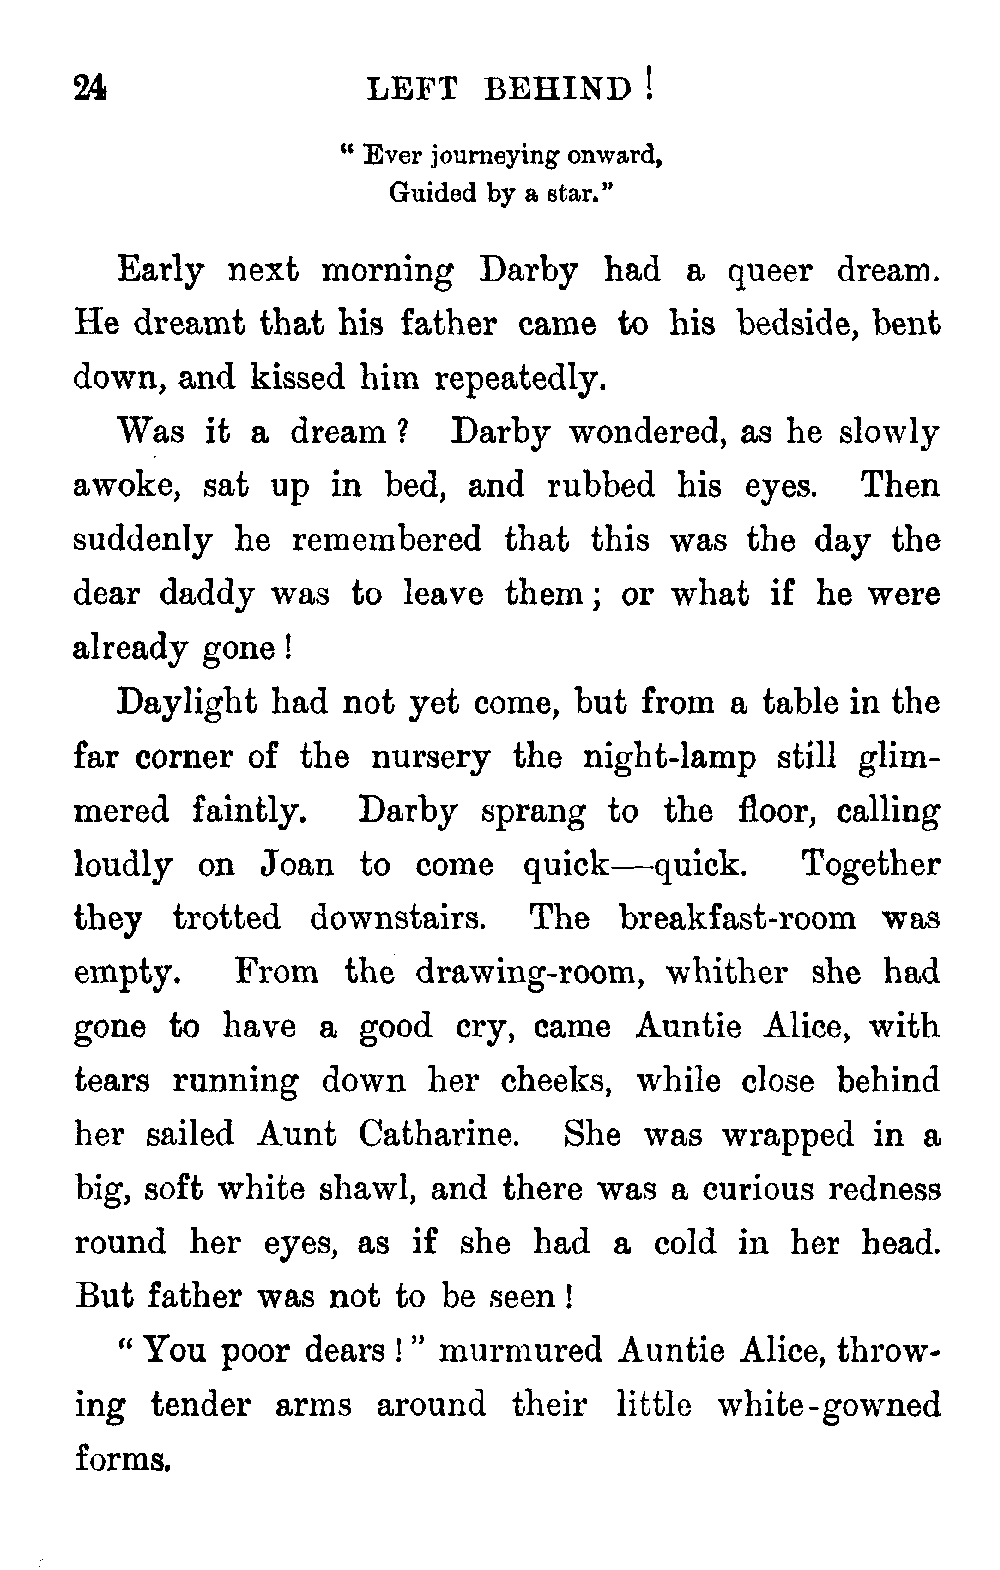 24 LEFT BEHIND!
“Ever journeying onward,
Guided by a star.”
Early next morning Darby had a queer dream.
He dreamt that his father came to his bedside, bent
down, and kissed him repeatedly.
Was it a dream? Darby wondered, as he slowly
awoke, sat up in bed, and rubbed his eyes. Then
suddenly he remembered that this was the day the
dear daddy was to leave them; or what if he were
already gone!
Daylight had not yet come, but from a table in the
far corner of the nursery the night-lamp still glim-
mered faintly. Darby sprang to the floor, calling
loudly on Joan to come quick—quick. Together
they trotted downstairs. The breakfast-room was
empty. From the drawing-room, whither she had
gone to have a good cry, came Auntie Alice, with
tears running down her cheeks, while close behind
her sailed Aunt Catharine. She was wrapped in a
big, soft white shawl, and there was a curious redness
round her eyes, as if she had a cold in her head.
But father was not to be seen!
“You poor dears!” murmured Auntie Alice, throw-
ing tender arms around their little white-gowned
forms.